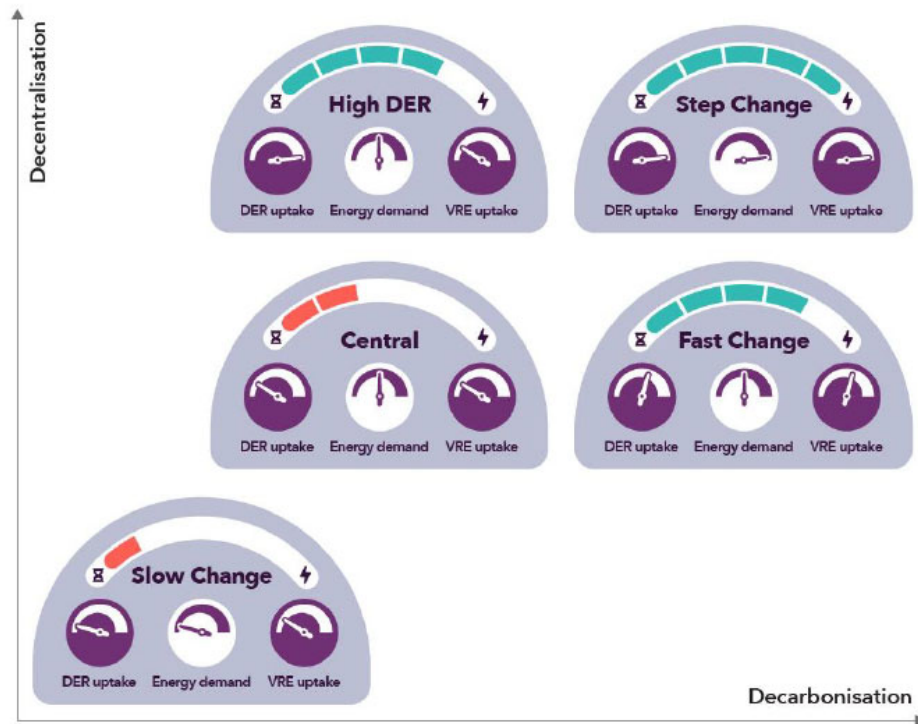 Decentralisation
High DER
DER uptake
Energy demand
VRE uptake
Step Change
DER uptake
Energy demand
VRE uptake
Central
DER uptake
Energy demand
VRE uptake
Fast Change
DER uptake
Energy demand
VRE uptake
Slow Change
DER uptake
Energy demand
VRE uptake
Decarbonisation